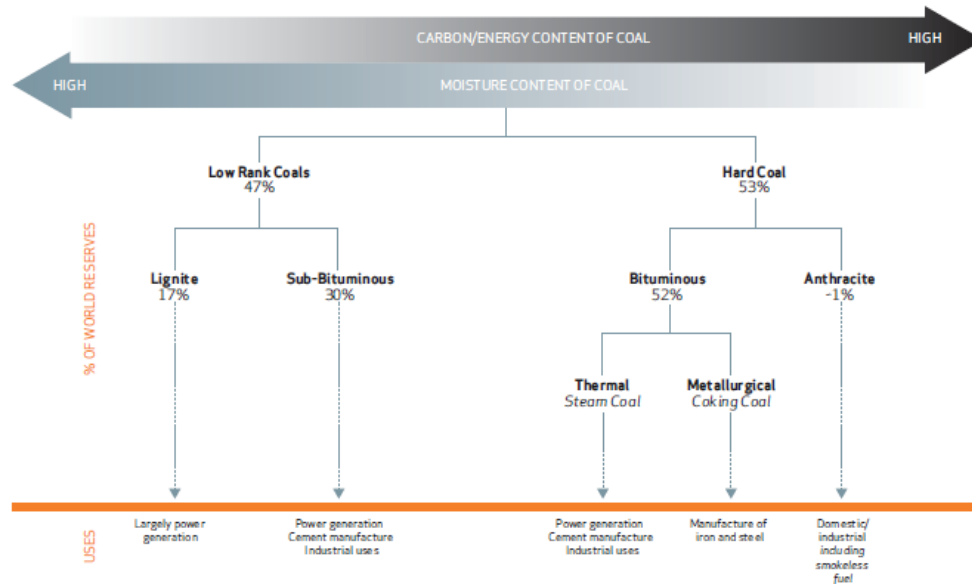 CARBON/ENERGY CONTENT OF COAL HIGH
HIGH MOISTURE CONTENT OF COAL
Low Rank Coals
47%
Hard Coal
53%
% OF WORLD RESERVES
Lignite
17%
Sub-Bituminous
30%
Bituminous
52%
Anthracite
~1%
Thermal
Steam Coal
Metallurgical
Coking Coal
USES
Largely power
generation
Power generation
Cement manufacture
Industrial uses
Power generation
Cement manufacture
Industrial uses
Manufacture of
iron and steel
Domestic/
industrial
including
smokeless
fuel